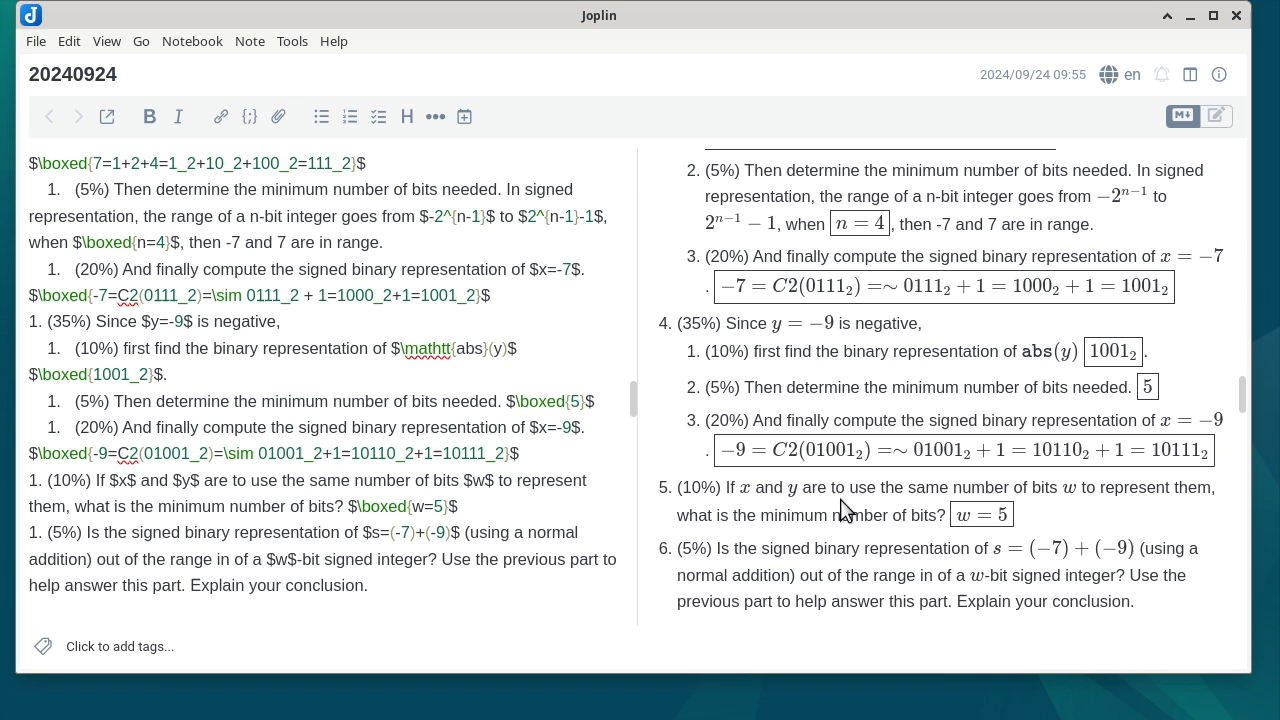 Joplin
File Edit View Go Notebook Note Tools Help
20240924
2024/09/24 09:55 en
$\boxed{7=1+2+4=1_2+10_2+100_2=111_2}$
1. (5%) Then determine the minimum number of bits needed. In signed
representation, the range of a n-bit integer goes from $-2^{n-1}$ to $2^{n-1}-1$,
when $\boxed{n=4}$, then -7 and 7 are in range.
1. (20%) And finally compute the signed binary representation of $x=-7$.
$\boxed{-7=C2(0111_2)=\sim 0111_2 + 1=1000_2+1=1001_2}$
1. (35%) Since $y=-9$ is negative,
1. (10%) first find the binary representation of $\mathtt{abs}(y)$
$\boxed{1001_2}$.
1. (5%) Then determine the minimum number of bits needed. $\boxed{5}$
1. (20%) And finally compute the signed binary representation of $x=-9$.
$\boxed{-9=C2(01001_2)=\sim 01001_2+1=10110_2+1=10111_2}$
1. (10%) If $x$ and $y$ are to use the same number of bits $w$ to represent
them, what is the minimum number of bits? $\boxed{w=5}$
1. (5%) Is the signed binary representation of $s=(-7)+(-9)$ (using a normal
addition) out of the range in of a $w$-bit signed integer? Use the previous part to
help answer this part. Explain your conclusion.
2. (5%) Then determine the minimum number of bits needed. In signed
representation, the range of a n-bit integer goes from −2ⁿ⁻¹ to
2ⁿ⁻¹ − 1, when n = 4, then -7 and 7 are in range.
3. (20%) And finally compute the signed binary representation of x = −7
. −7 = C2(0111₂) =∼ 0111₂ + 1 = 1000₂ + 1 = 1001₂
4. (35%) Since y = −9 is negative,
1. (10%) first find the binary representation of abs(y) 1001₂.
2. (5%) Then determine the minimum number of bits needed. 5
3. (20%) And finally compute the signed binary representation of x = −9
. −9 = C2(01001₂) =∼ 01001₂ + 1 = 10110₂ + 1 = 10111₂
5. (10%) If x and y are to use the same number of bits w to represent them,
what is the minimum number of bits? w = 5
6. (5%) Is the signed binary representation of s = (−7) + (−9) (using a
normal addition) out of the range in of a w-bit signed integer? Use the
previous part to help answer this part. Explain your conclusion.
Click to add tags...